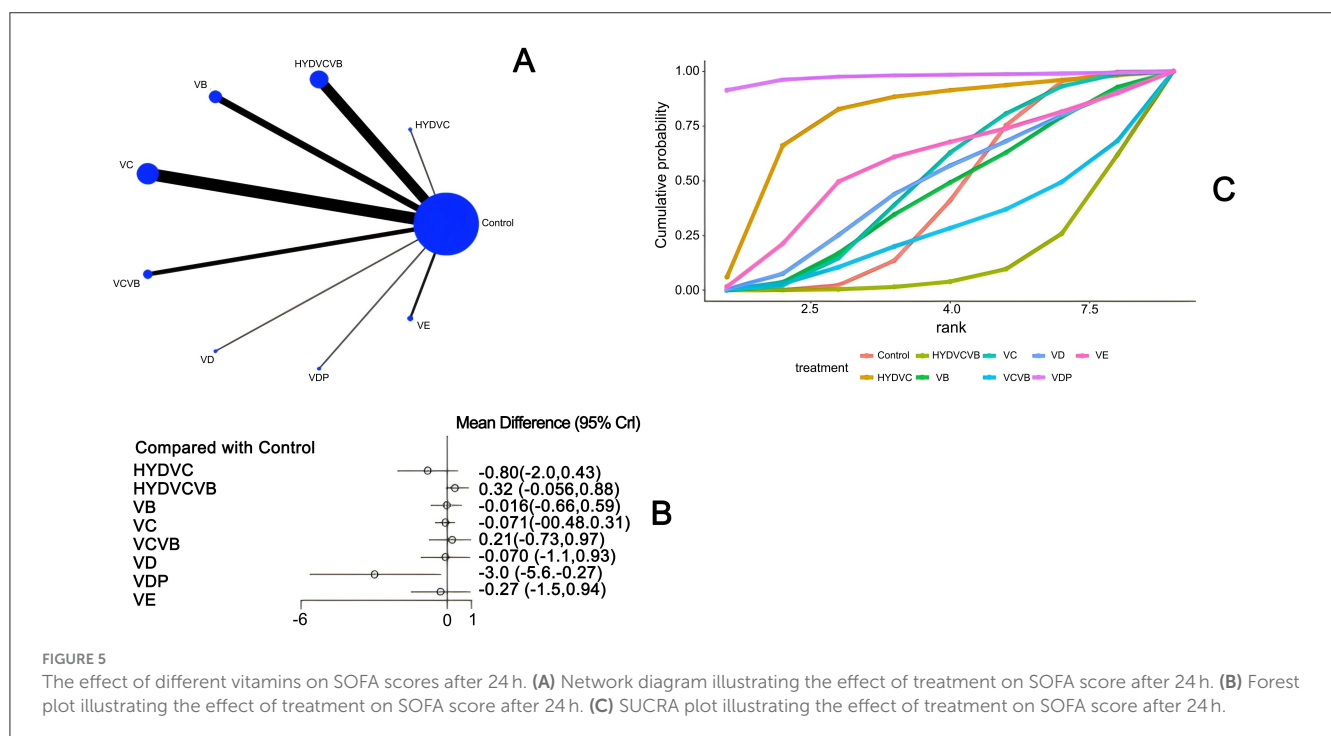 A
HYDVCVB
VB
HYDVC
VC
Control
VCVB
VE
VD
VDP
1.00
0.75
0.50
0.25
0.00
Cumulative probability
2.5 4.0 7.5
rank
C
treatment
Control HYDVCVB VC VD VE
HYDVC VB VCVB VDP
Mean Difference (95% Crl)
Compared with Control
HYDVC -0.80(-2.0,0.43)
HYDVCVB 0.32 (-0.056,0.88)
VB -0.016(-0.66,0.59)
VC -0.071(-00.48.0.31)
VCVB 0.21(-0.73,0.97)
VD -0.070 (-1.1,0.93)
VDP -3.0 (-5.6.-0.27)
VE -0.27 (-1.5,0.94)
B
-6 0 1
FIGURE 5
The effect of different vitamins on SOFA scores after 24 h. (A) Network diagram illustrating the effect of treatment on SOFA score after 24 h. (B) Forest
plot illustrating the effect of treatment on SOFA score after 24 h. (C) SUCRA plot illustrating the effect of treatment on SOFA score after 24 h.